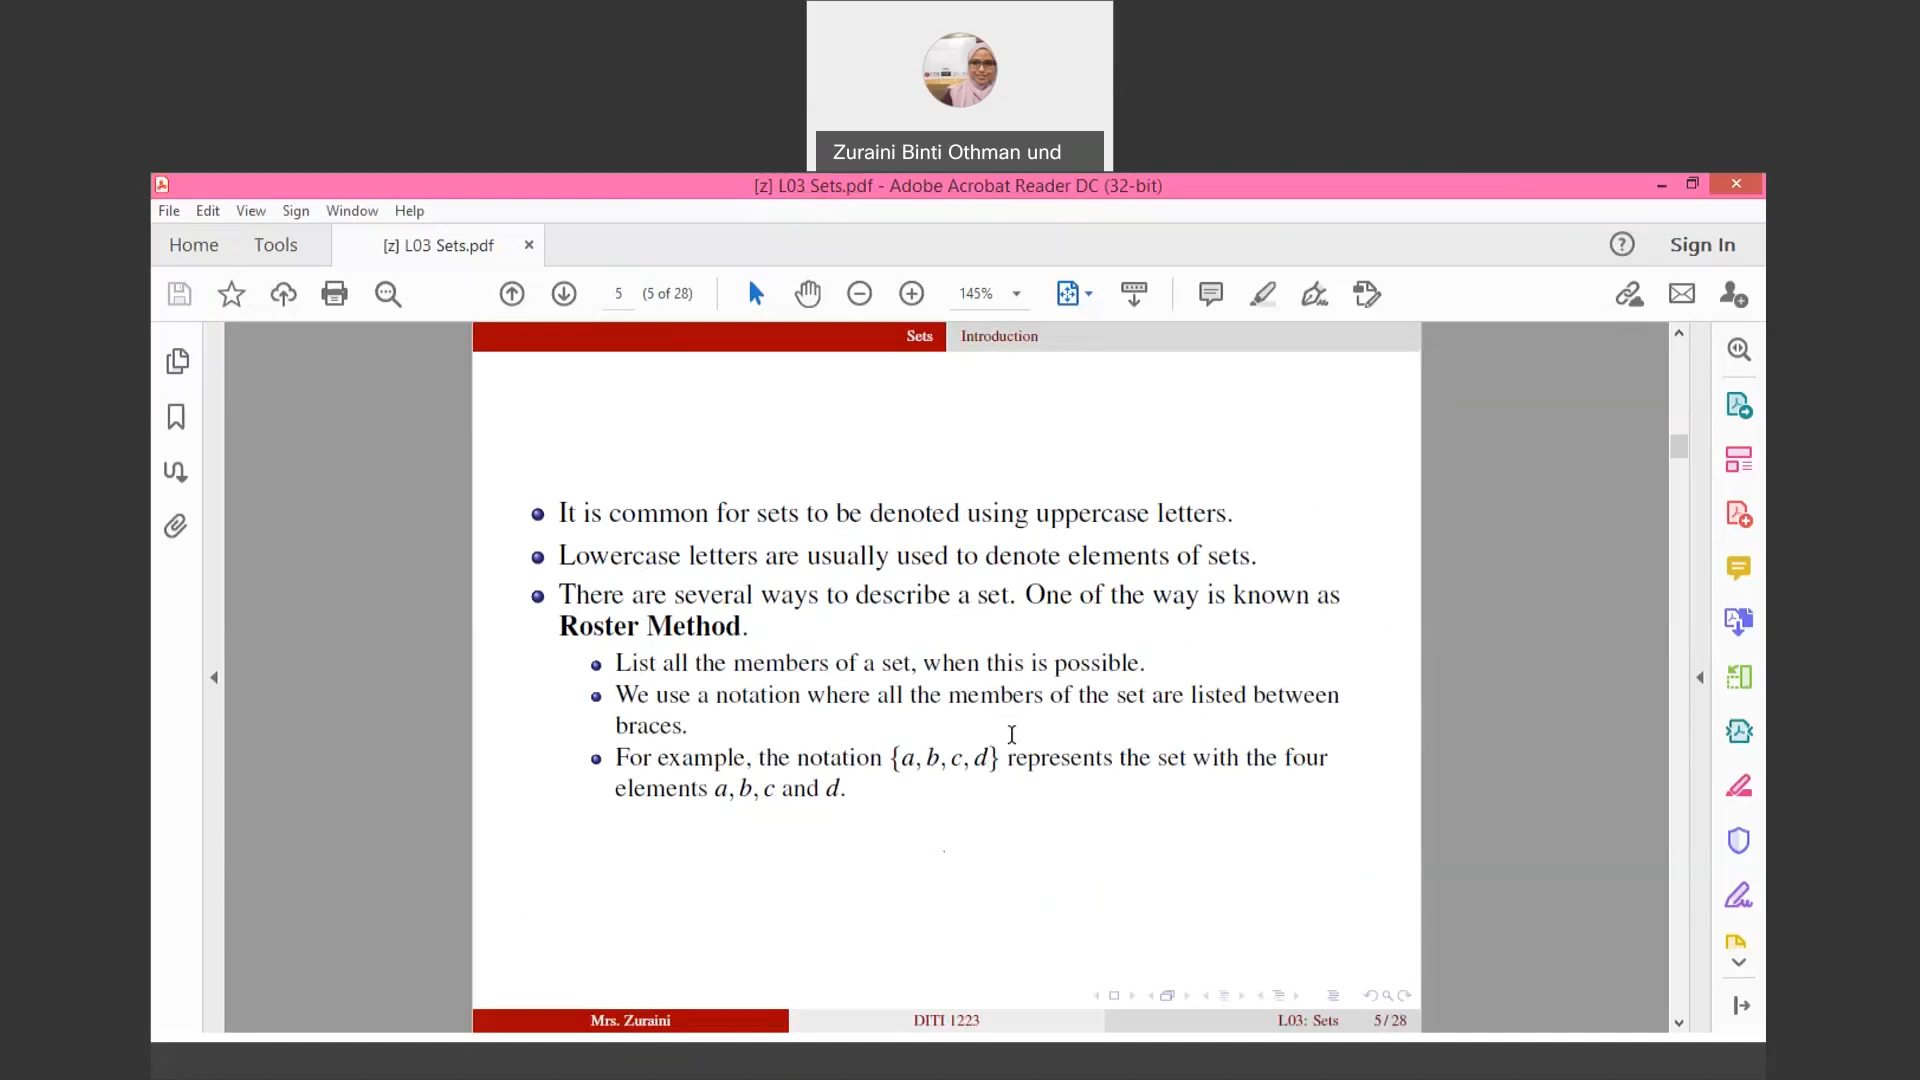 Zuraini Binti Othman und
[z] L03 Sets.pdf - Adobe Acrobat Reader DC (32-bit)
File Edit View Sign Window Help
Home Tools [z] L03 Sets.pdf × Sign In
5 (5 of 28) 145%
Sets Introduction
It is common for sets to be denoted using uppercase letters.
Lowercase letters are usually used to denote elements of sets.
There are several ways to describe a set. One of the way is known as
Roster Method.
List all the members of a set, when this is possible.
We use a notation where all the members of the set are listed between
braces.
For example, the notation {a, b, c, d} represents the set with the four
elements a, b, c and d.
Mrs. Zuraini DITI 1223 L03: Sets 5 / 28